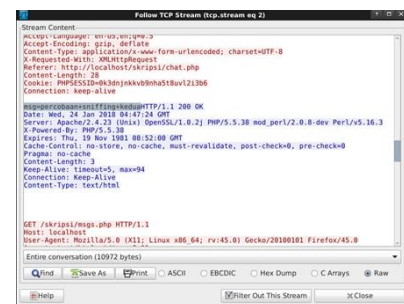 Follow TCP Stream (tcp.stream eq 2)
Stream Content
Accept-Language: en-US,en;q=0.5
Accept-Encoding: gzip, deflate
Content-Type: application/x-www-form-urlencoded; charset=UTF-8
X-Requested-With: XMLHttpRequest
Referer: http://localhost/skripsi/chat.php
Content-Length: 28
Cookie: PHPSESSID=0k3dnjnkkvb9nha5t8uvl2i3b6
Connection: keep-alive
msg=percobaan+sniffing+keduaHTTP/1.1 200 OK
Date: Wed, 24 Jan 2018 04:47:24 GMT
Server: Apache/2.4.23 (Unix) OpenSSL/1.0.2j PHP/5.5.38 mod_perl/2.0.8-dev Perl/v5.16.3
X-Powered-By: PHP/5.5.38
Expires: Thu, 19 Nov 1981 08:52:00 GMT
Cache-Control: no-store, no-cache, must-revalidate, post-check=0, pre-check=0
Pragma: no-cache
Content-Length: 3
Keep-Alive: timeout=5, max=94
Connection: Keep-Alive
Content-Type: text/html
GET /skripsi/msgs.php HTTP/1.1
Host: localhost
User-Agent: Mozilla/5.0 (X11; Linux x86_64; rv:45.0) Gecko/20100101 Firefox/45.0
Entire conversation (10972 bytes)
Find Save As Print ASCII EBCDIC Hex Dump C Arrays Raw
Help Filter Out This Stream Close